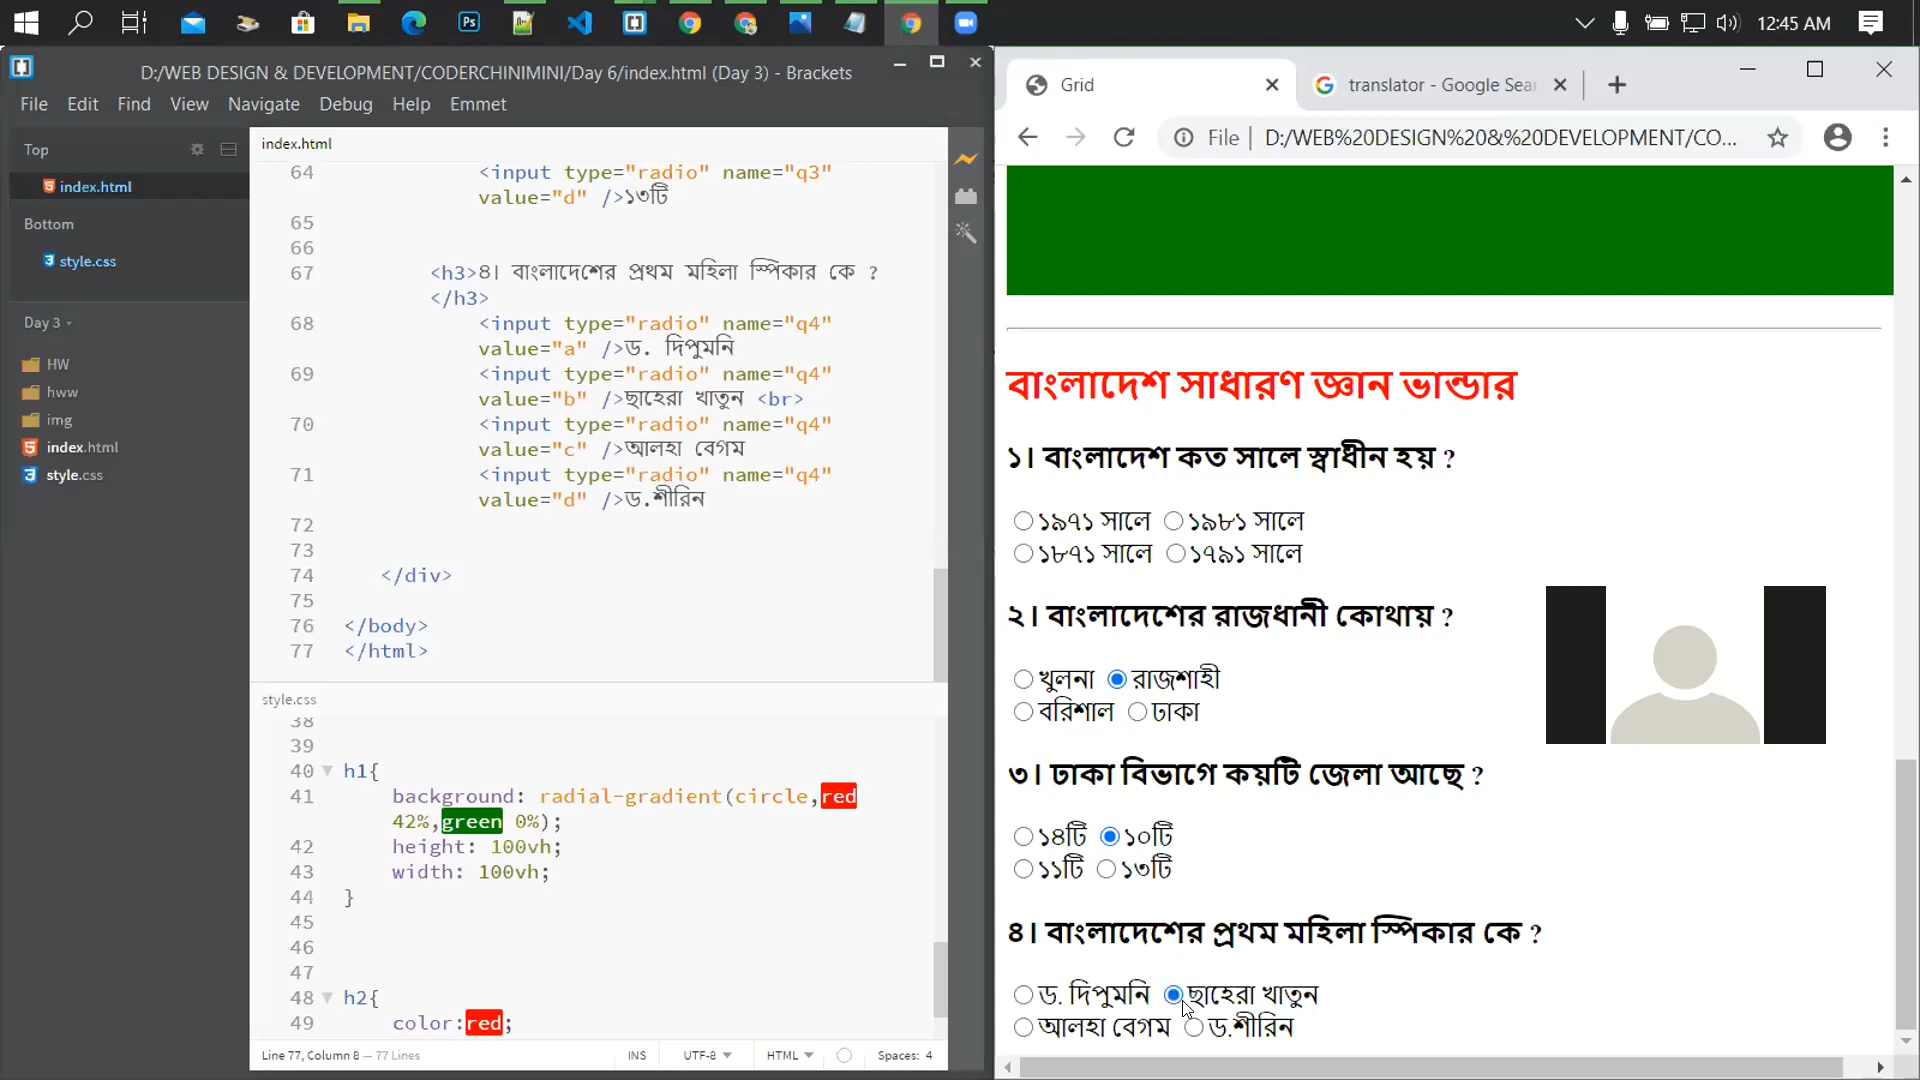 Ps
12:45 AM
D:/WEB DESIGN & DEVELOPMENT/CODERCHINIMINI/Day 6/index.html (Day 3) - Brackets
File Edit Find View Navigate Debug Help Emmet
Top
index.html
Bottom
style.css
Day 3
HW
hww
img
index.html
style.css
index.html
64 <input type="radio" name="q3"
value="d" />১৩টি
65
66
67 <h3>৪। বাংলাদেশের প্রথম মহিলা স্পিকার কে ?
</h3>
68 <input type="radio" name="q4"
value="a" />ড. দিপুমনি
69 <input type="radio" name="q4"
value="b" />ছাহেরা খাতুন <br>
70 <input type="radio" name="q4"
value="c" />আলহা বেগম
71 <input type="radio" name="q4"
value="d" />ড.শীরিন
72
73
74 </div>
75
76 </body>
77 </html>
style.css
38
39
40 h1{
41 background: radial-gradient(circle,red
42%,green 0%);
42 height: 100vh;
43 width: 100vh;
44 }
45
46
47
48 h2{
49 color:red;
Line 77, Column 8 — 77 Lines INS UTF-8 HTML Spaces: 4
Grid translator - Google Sear
File D:/WEB%20DESIGN%20&%20DEVELOPMENT/CO...
বাংলাদেশ সাধারণ জ্ঞান ভান্ডার
১। বাংলাদেশ কত সালে স্বাধীন হয় ?
১৯৭১ সালে ১৯৮১ সালে
১৮৭১ সালে ১৭৯১ সালে
২। বাংলাদেশের রাজধানী কোথায় ?
খুলনা রাজশাহী
বরিশাল ঢাকা
৩। ঢাকা বিভাগে কয়টি জেলা আছে ?
১৪টি ১০টি
১১টি ১৩টি
৪। বাংলাদেশের প্রথম মহিলা স্পিকার কে ?
ড. দিপুমনি ছাহেরা খাতুন
আলহা বেগম ড.শীরিন